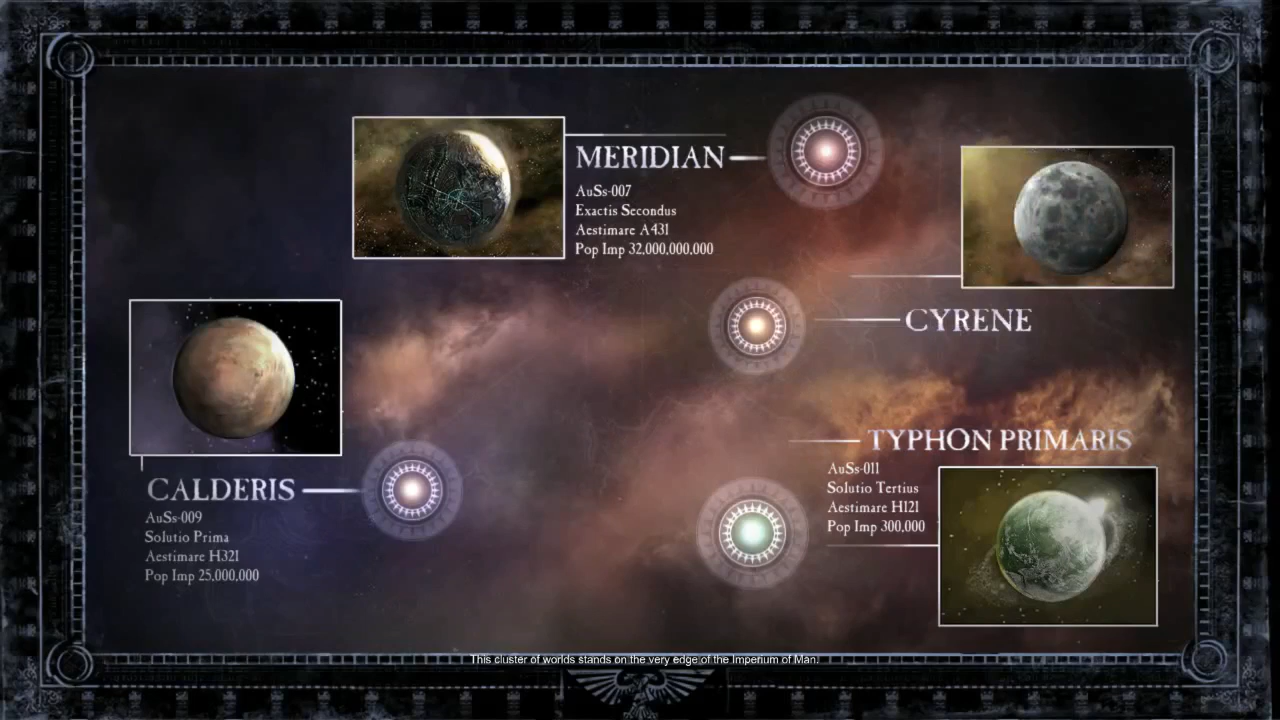 MERIDIAN
AuSs-007
Exactis Secondus
Aestimare A431
Pop Imp 32,000,000,000
CYRENE
TYPHON PRIMARIS
AuSs-011
Solutio Tertius
Aestimare H121
Pop Imp 300,000
CALDERIS
AuSs-009
Solutio Prima
Aestimare H321
Pop Imp 25,000,000
This cluster of worlds stands on the very edge of the Imperium of Man.